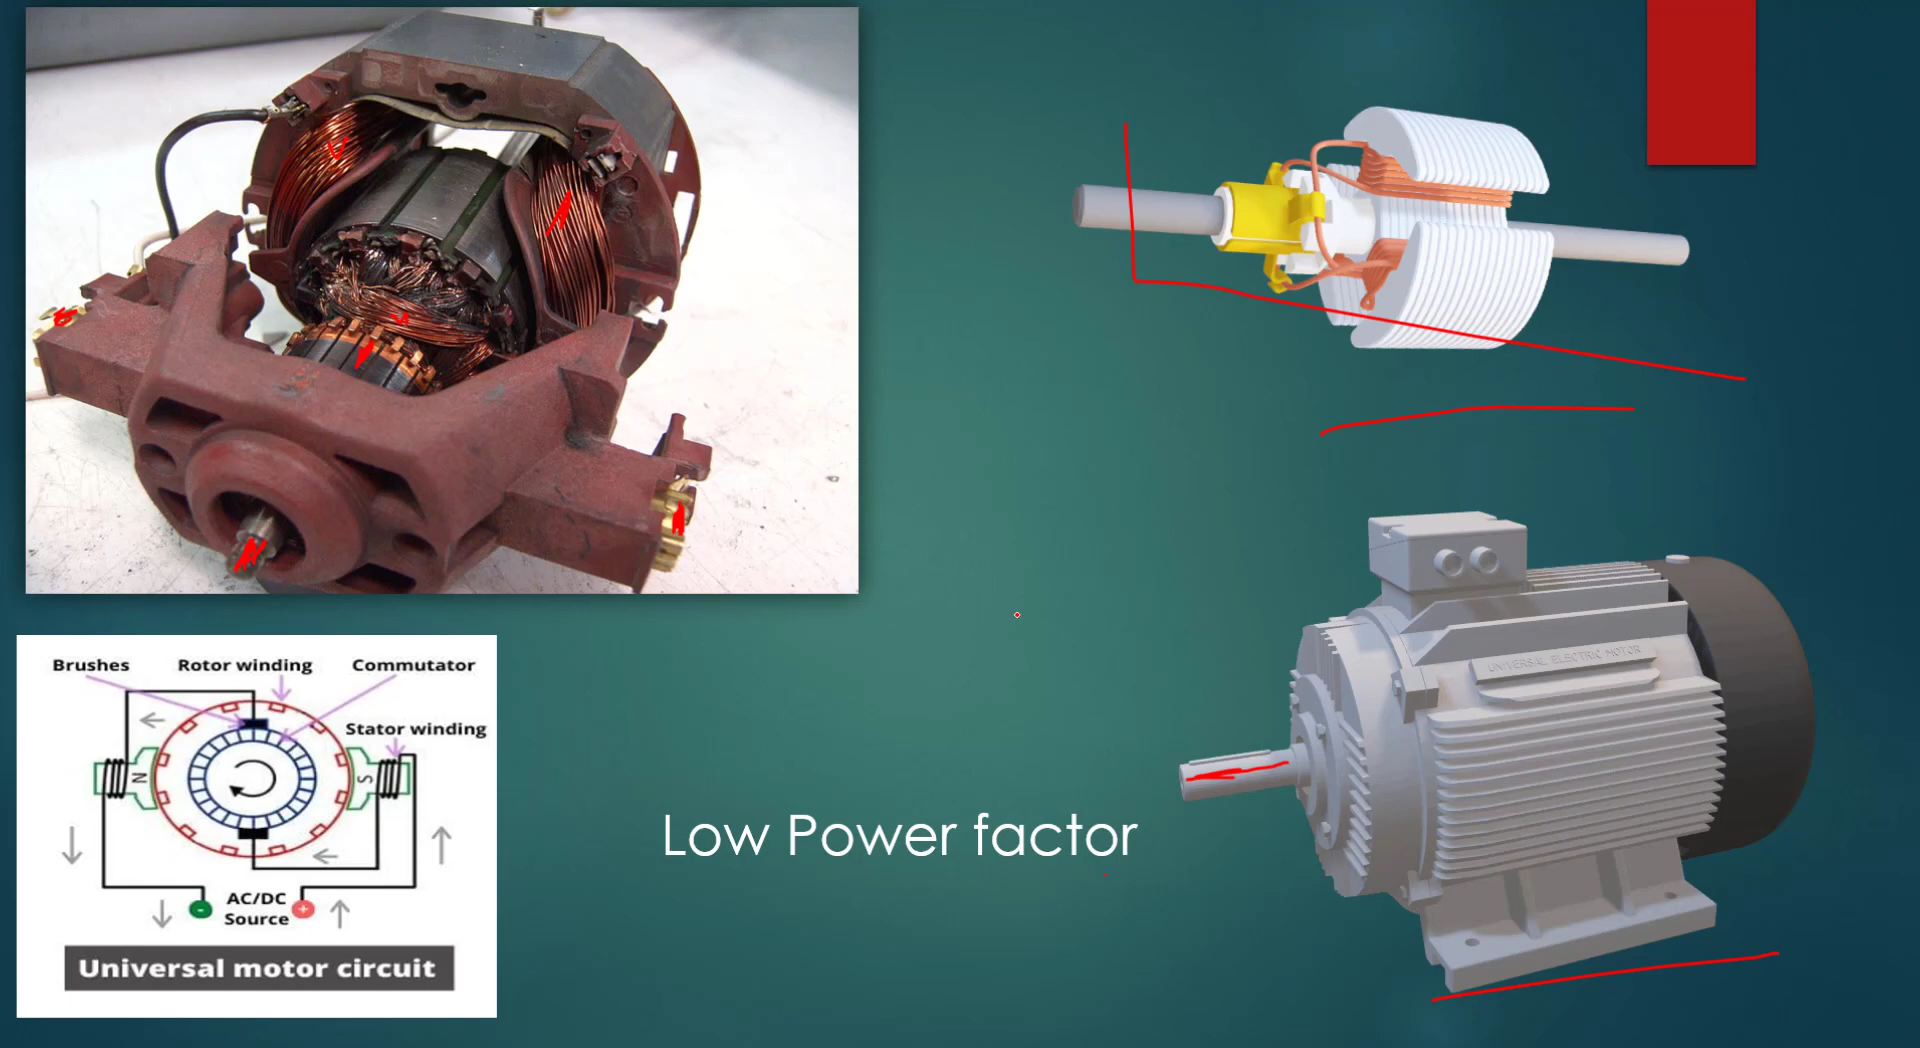 Brushes Rotor winding Commutator
Stator winding
N S
AC/DC
Source
- +
Universal motor circuit
Low Power factor
UNIVERSAL ELECTRIC MOTOR